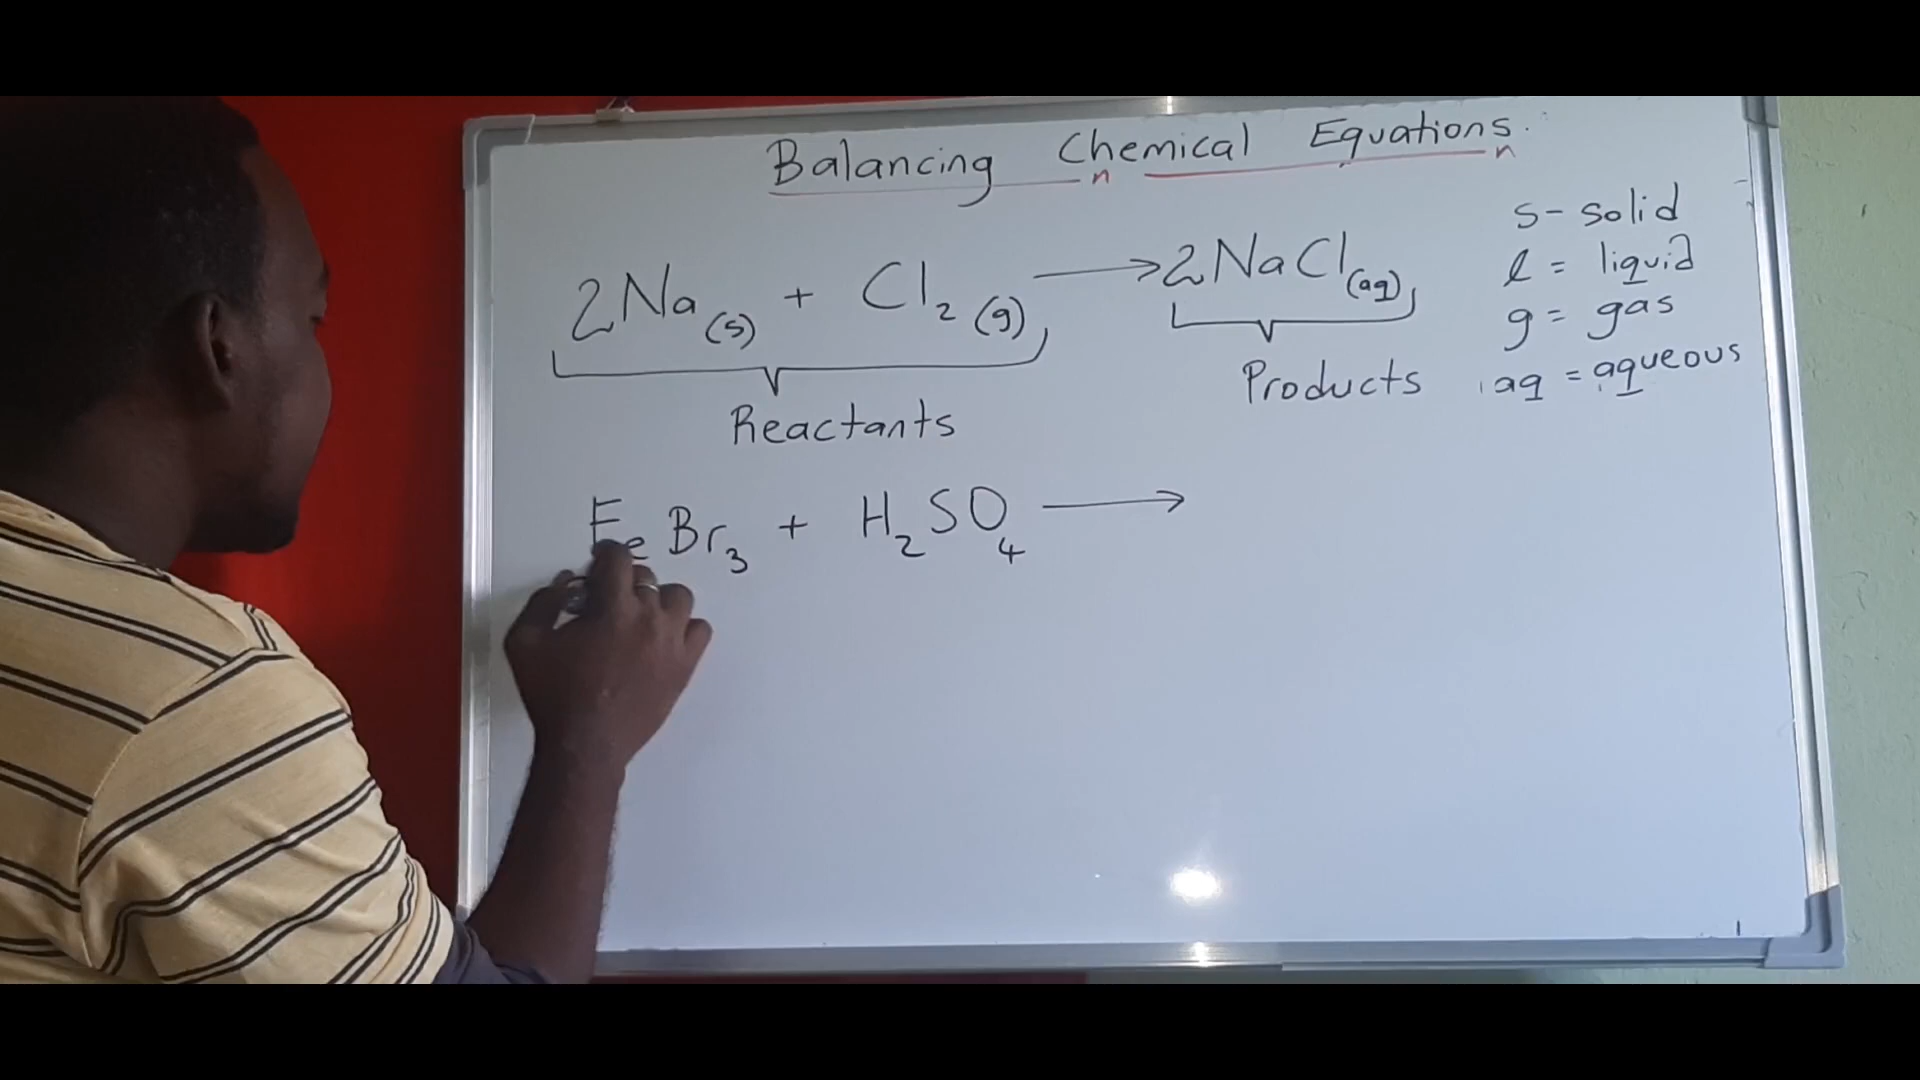 Balancing Chemical Equations.
2Na(s) + Cl2(g) → 2NaCl(aq)
Reactants
Products
s - solid
l = liquid
g = gas
aq = aqueous
FeBr3 + H2SO4 →